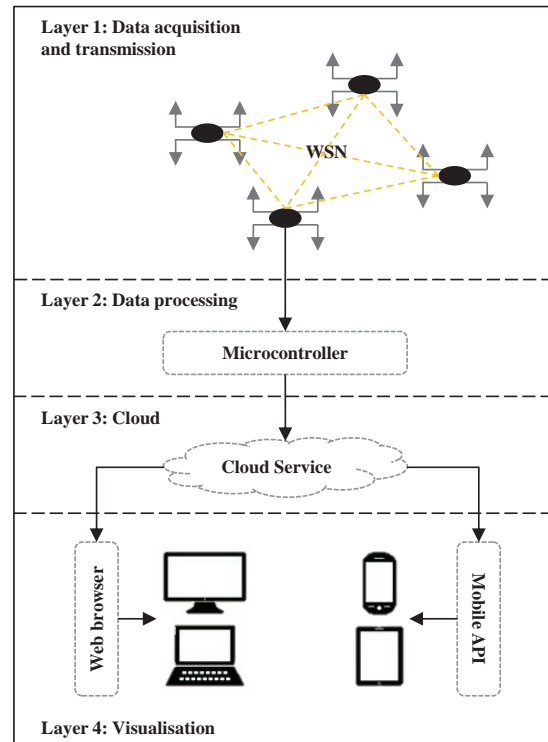 Layer 1: Data acquisition
and transmission
WSN
Layer 2: Data processing
Microcontroller
Layer 3: Cloud
Cloud Service
Web browser
Mobile API
Layer 4: Visualisation